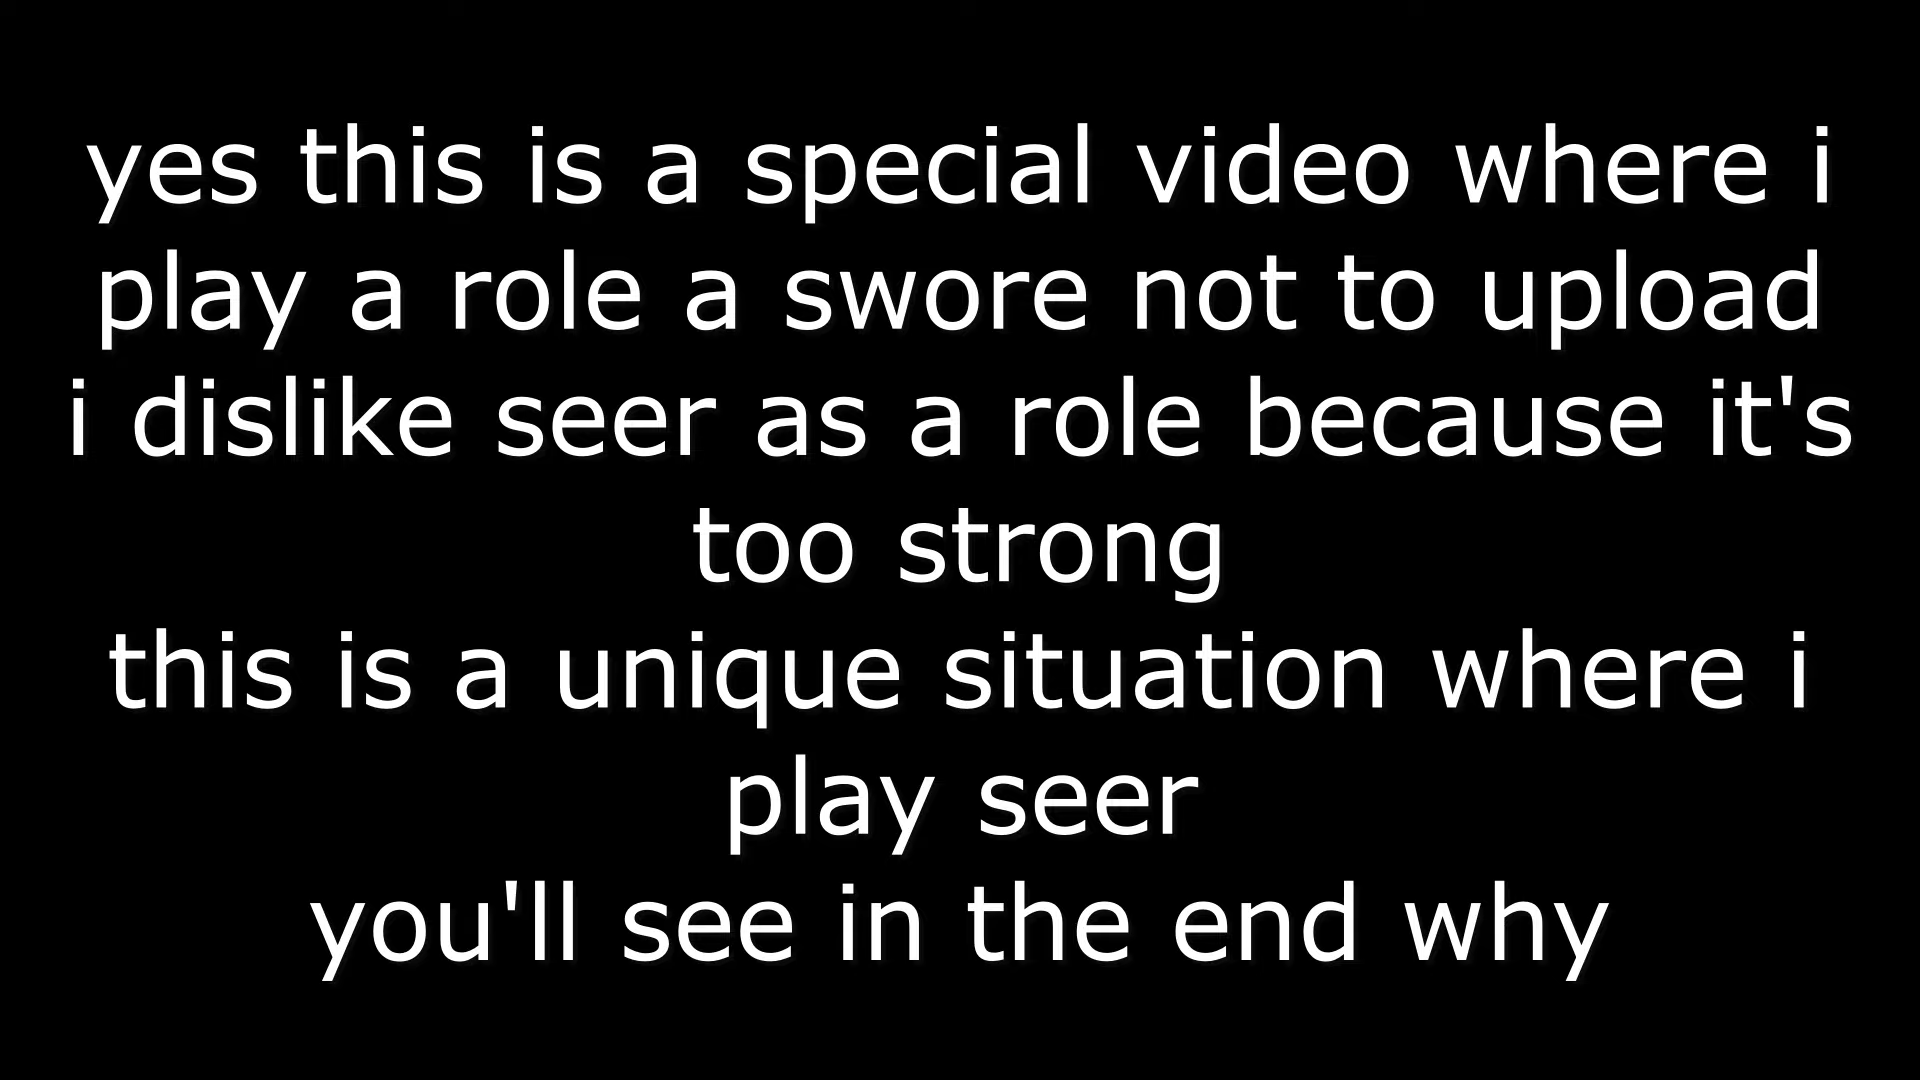 yes this is a special video where i
play a role a swore not to upload
i dislike seer as a role because it's
too strong
this is a unique situation where i
play seer
you'll see in the end why